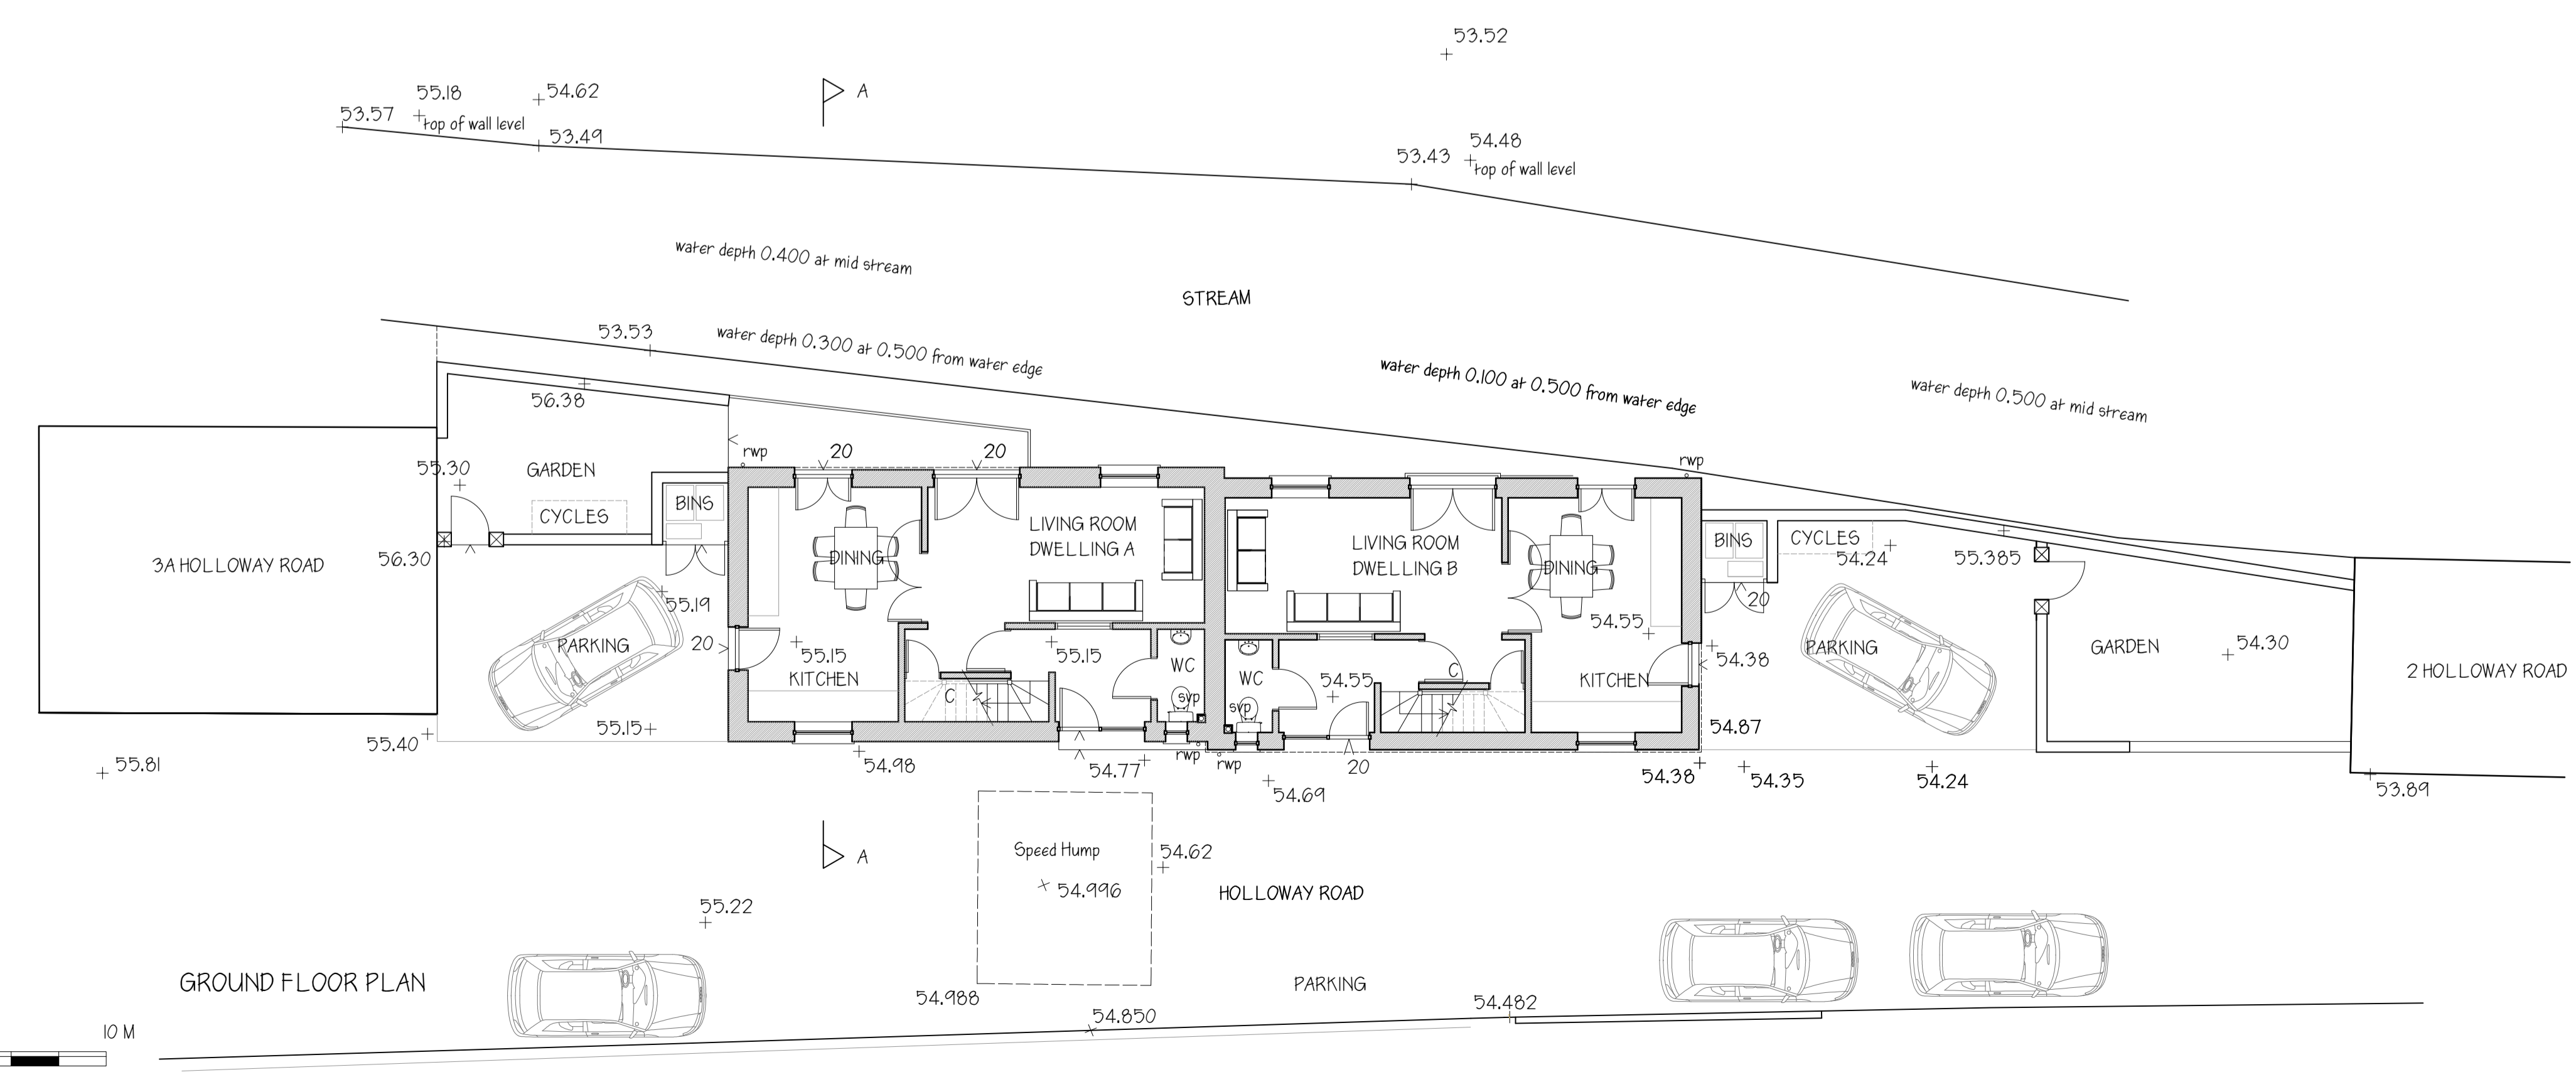 53.52
55.18
54.62
A
53.57
top of wall level
53.49
54.48
53.43
top of wall level
water depth 0.400 at mid stream
STREAM
53.53
water depth 0.300 at 0.500 from water edge
water depth 0.100 at 0.500 from water edge
water depth 0.500 at mid stream
56.38
rwp
20
20
rwp
55.30
GARDEN
BINS
CYCLES
LIVING ROOM
DWELLING A
LIVING ROOM
DWELLING B
BINS
CYCLES
54.24
55.385
56.30
3A HOLLOWAY ROAD
DINING
DINING
55.19
20
54.55
PARKING
20
55.15
KITCHEN
55.15
WC
svp
C
WC
svp
54.55
C
KITCHEN
54.38
PARKING
GARDEN
54.30
2 HOLLOWAY ROAD
55.15
55.40
54.87
55.81
54.98
54.77
rwp
rwp
54.69
20
54.38
54.35
54.24
53.89
A
Speed Hump
54.996
54.62
HOLLOWAY ROAD
55.22
GROUND FLOOR PLAN
54.988
PARKING
54.850
54.482
10 M